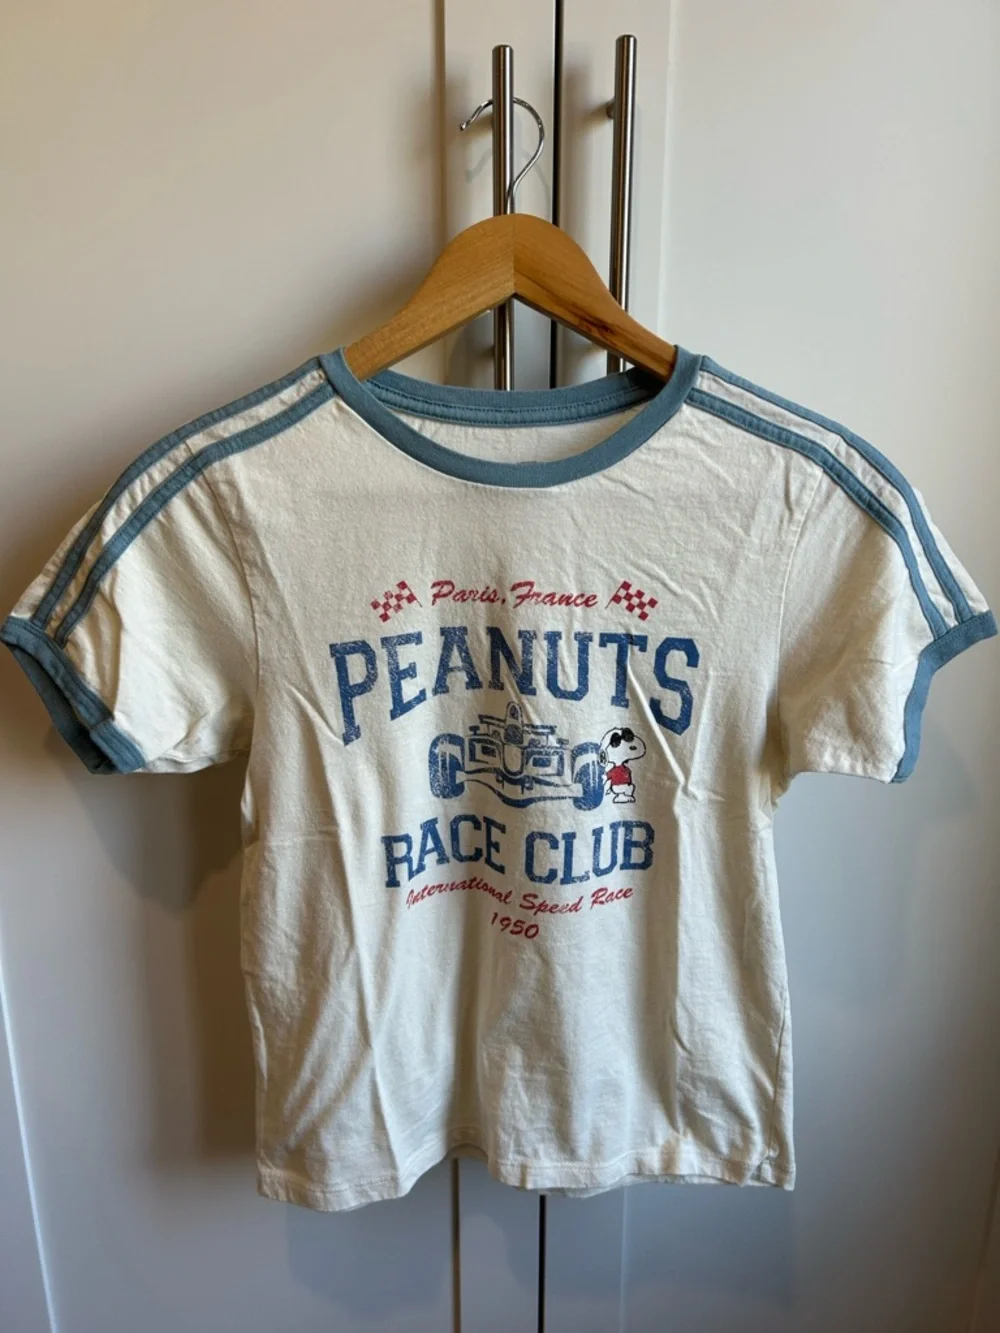 Paris, France
PEANUTS
RACE CLUB
International Speed Race
1950